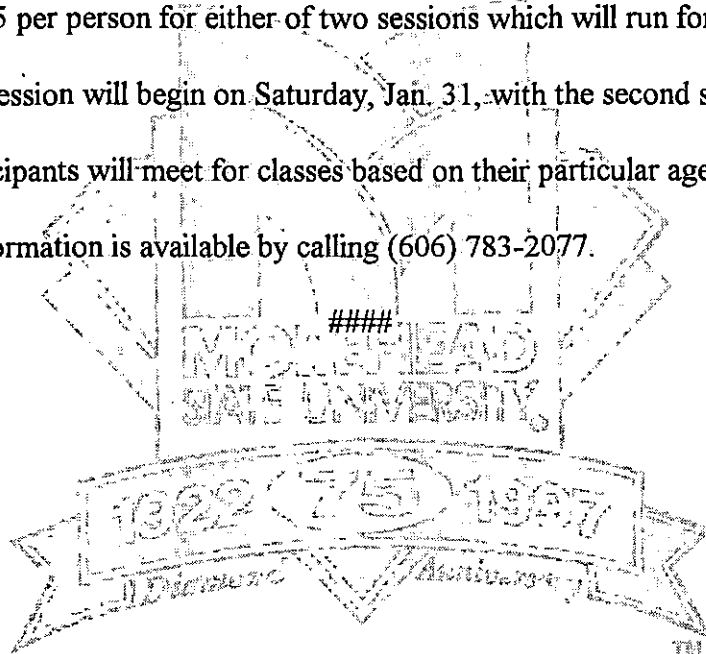 5 per person for either of two sessions which will run for
ession will begin on Saturday, Jan. 31, with the second s
cipants will meet for classes based on their particular age
ormation is available by calling (606) 783-2077.
####
MOREHEAD
STATE UNIVERSITY
1922 75 1997
Diamond Anniversary
TM